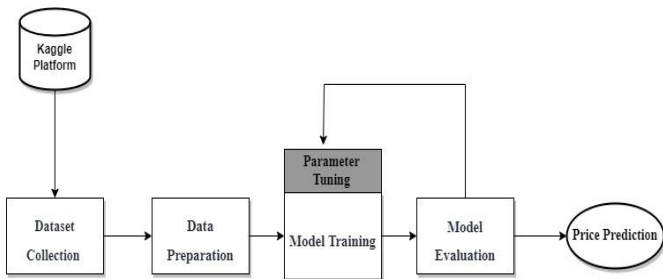 Kaggle
Platform
Parameter
Tuning
Dataset
Collection
Data
Preparation
Model Training
Model
Evaluation
Price Prediction